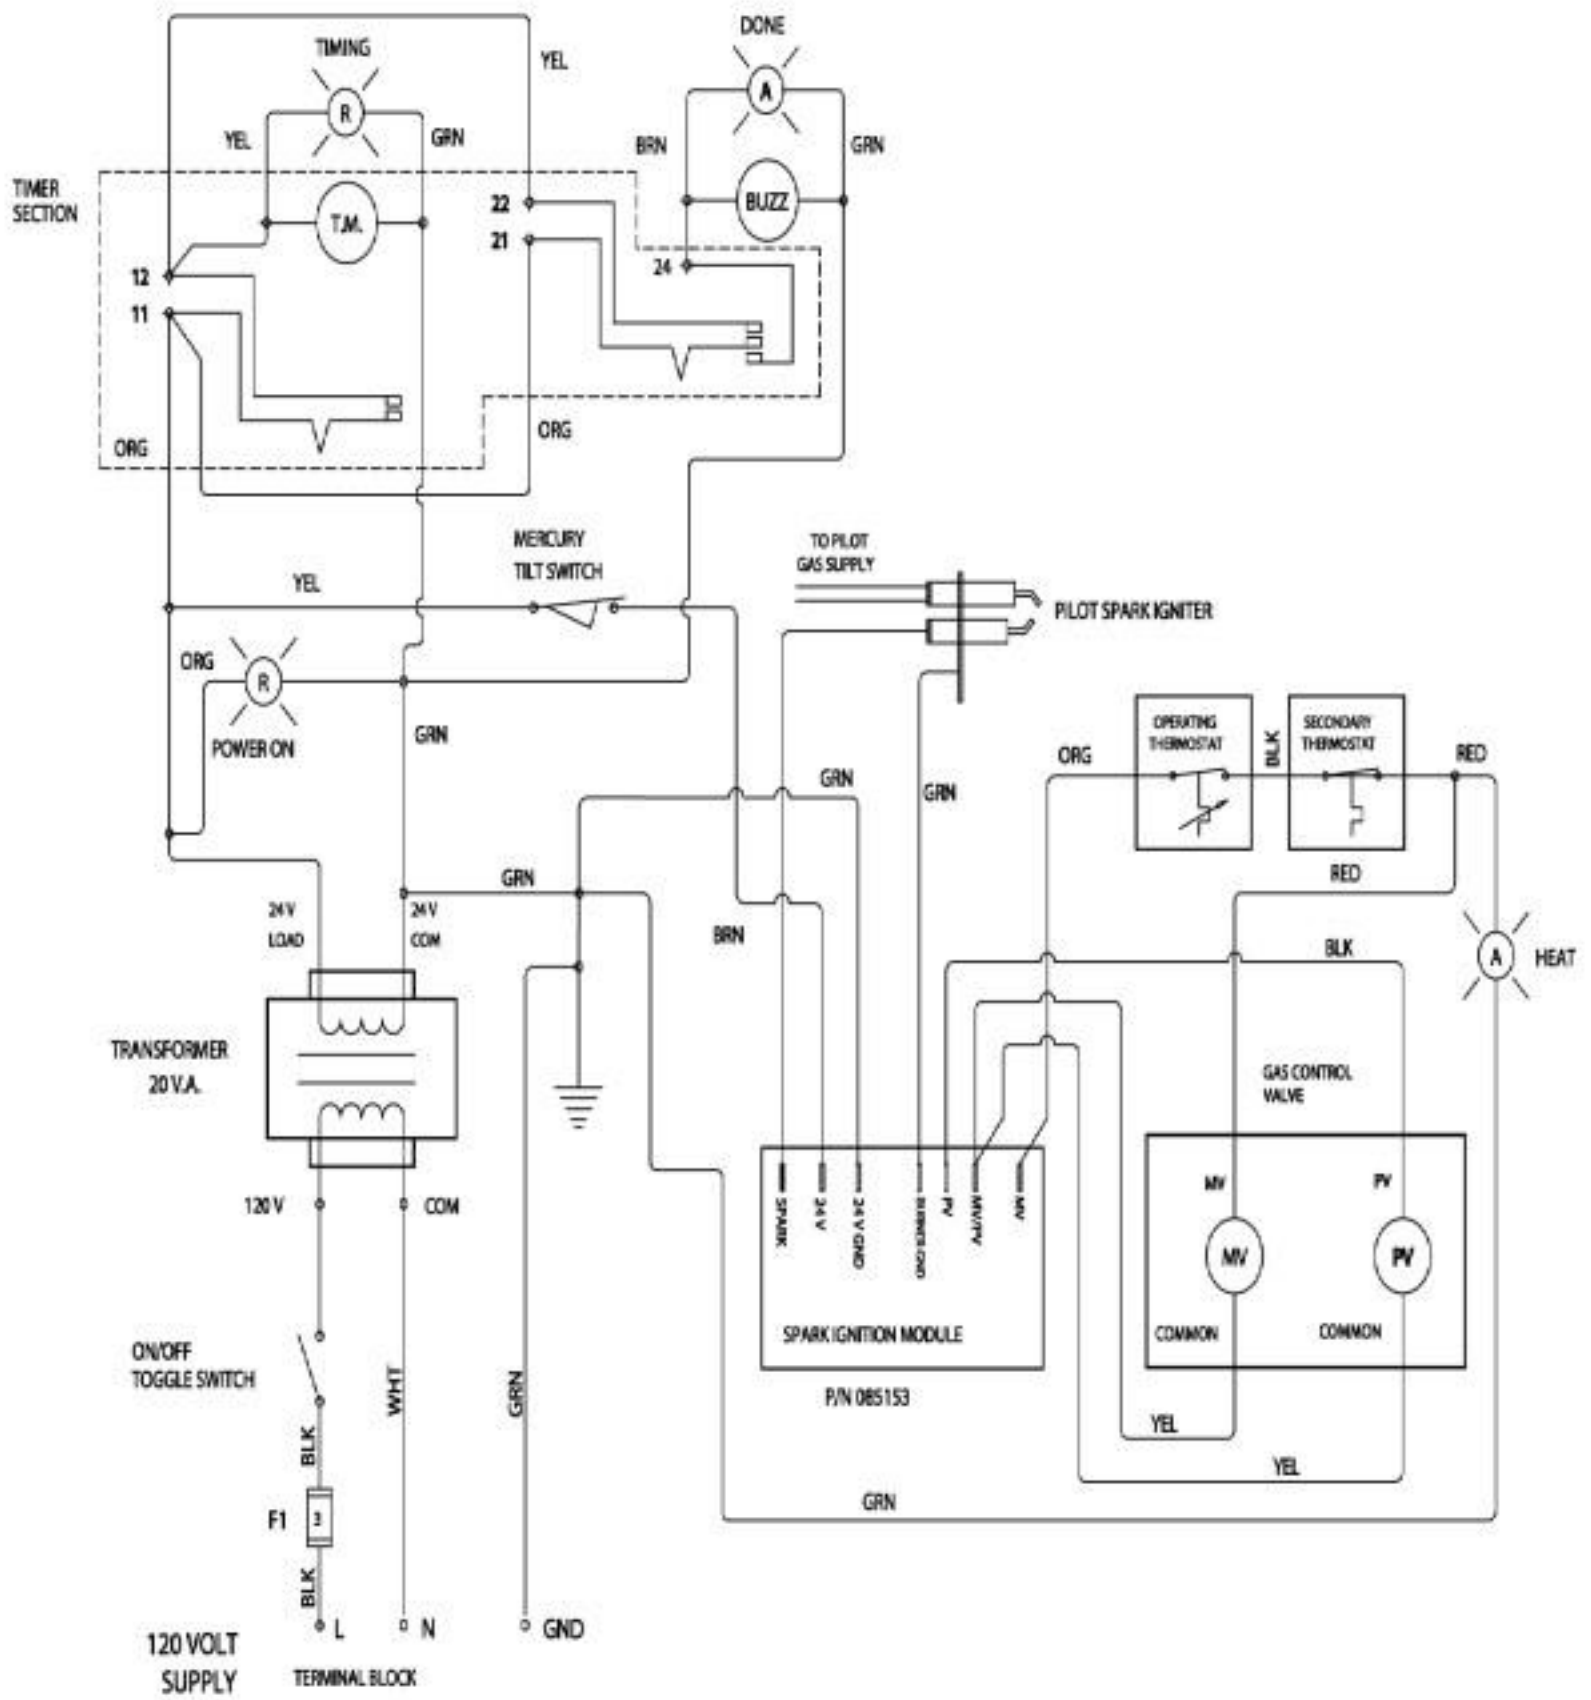 DONE
TIMING
YEL
A
R
YEL
GRN
BRN
GRN
TIMER
SECTION
T.M.
22
BUZZ
21
24
12
11
ORG
ORG
MERCURY
TILT SWITCH
TO PILOT
GAS SUPPLY
YEL
PILOT SPARK IGNITER
ORG
R
POWER ON
GRN
OPERATING
THERMOSTAT
BLK
SECONDARY
THERMOSTAT
ORG
RED
GRN
GRN
GRN
RED
24 V
LOAD
24 V
COM
BRN
BLK
A
HEAT
TRANSFORMER
20 V.A.
GAS CONTROL
VALVE
120 V
COM
SPARK
24 V
24 V GND
BURNER GND
PV
MV/PV
MV
MV
PV
MV
PV
COMMON
COMMON
SPARK IGNITION MODULE
ON/OFF
TOGGLE SWITCH
WHT
GRN
P/N 085153
BLK
YEL
YEL
GRN
F1
3
BLK
L
N
GND
120 VOLT
SUPPLY
TERMINAL BLOCK